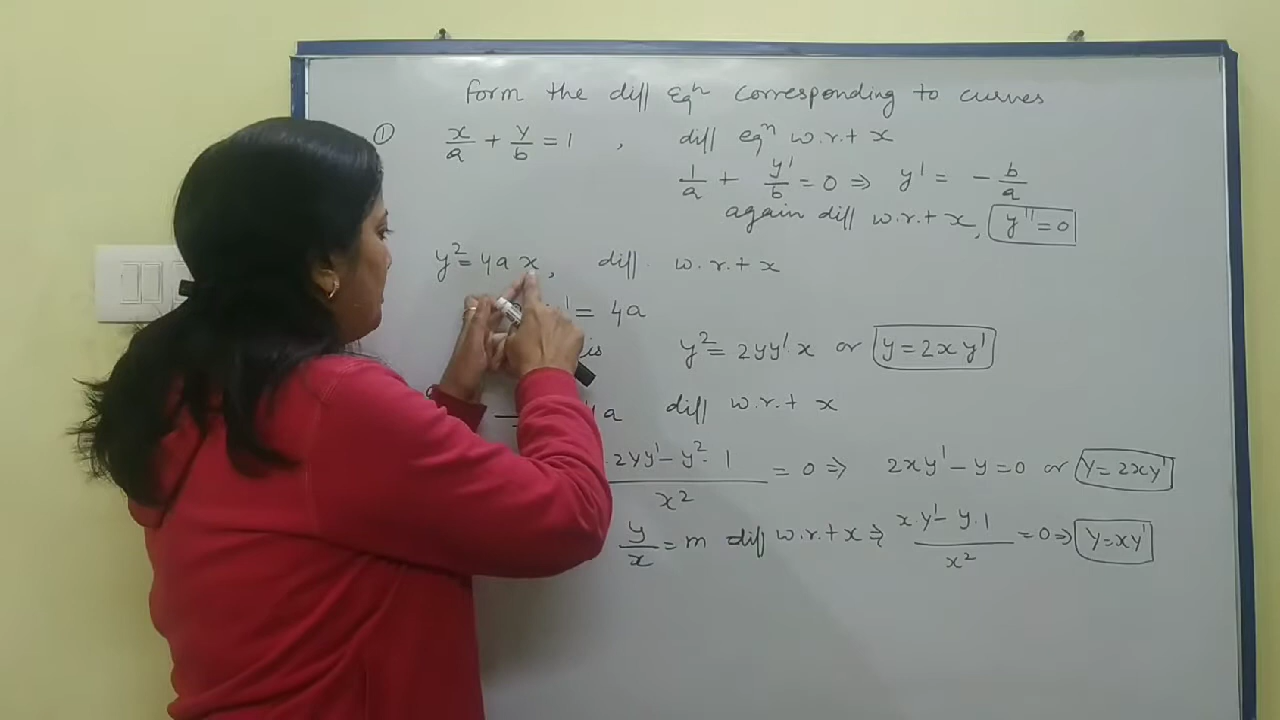 Form the diff Eqⁿ corresponding to curves
① x/a + y/b = 1 , diff eqⁿ w.r.t x
1/a + y'/b = 0 ⇒ y' = - b/a
again diff w.r.t x, y'' = 0
y² = 4ax, diff. w.r.t x
' = 4a
is y² = 2yy'.x or y = 2xy'
a diff w.r.t x
. 2yy' - y².1 / x² = 0 ⇒ 2xy' - y = 0 or y = 2xy'
y/x = m diff w.r.t x ⇒ x.y' - y.1 / x² = 0 ⇒ y = xy'